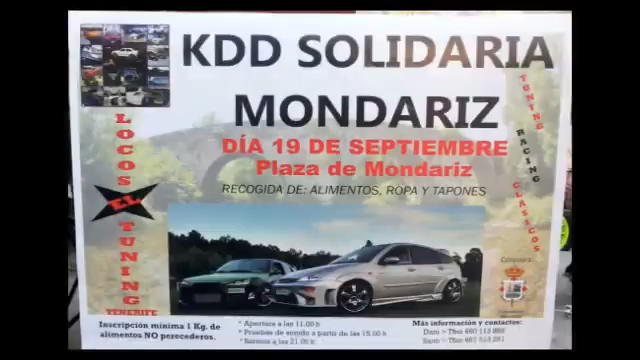 KDD SOLIDARIA
MONDARIZ
DÍA 19 DE SEPTIEMBRE
Plaza de Mondariz
RECOGIDA DE: ALIMENTOS, ROPA Y TAPONES
LOCOS
EL
TUNING
TENERIFE
TUNING
RACING
CLASICOS
Inscripción mínima 1 Kg. de
alimentos NO perecederos.
* Apertura a las 11.00 h
* Pruebas de sonido a partir de las 15.00 h
* Sorteos a las 21.00 h
Más información y contactos: